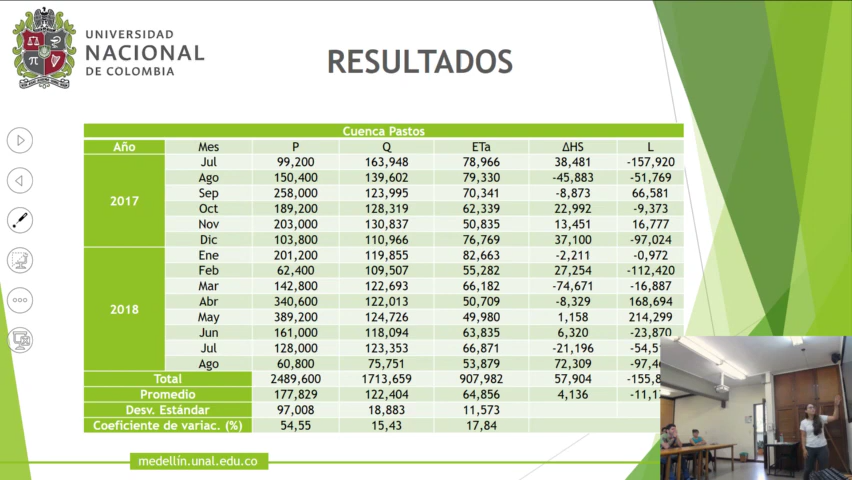 UNIVERSIDAD
NACIONAL
DE COLOMBIA
RESULTADOS
Cuenca Pastos
Año Mes P Q ETa ΔHS L
2017
Jul 99,200 163,948 78,966 38,481 -157,920
Ago 150,400 139,602 79,330 -45,883 -51,769
Sep 258,000 123,995 70,341 -8,873 66,581
Oct 189,200 128,319 62,339 22,992 -9,373
Nov 203,000 130,837 50,835 13,451 16,777
Dic 103,800 110,966 76,769 37,100 -97,024
2018
Ene 201,200 119,855 82,663 -2,211 -0,972
Feb 62,400 109,507 55,282 27,254 -112,420
Mar 142,800 122,693 66,182 -74,671 -16,887
Abr 340,600 122,013 50,709 -8,329 168,694
May 389,200 124,726 49,980 1,158 214,299
Jun 161,000 118,094 63,835 6,320 -23,870
Jul 128,000 123,353 66,871 -21,196
Ago 60,800 75,751 53,879 72,309
Total 2489,600 1713,659 907,982 57,904
Promedio 177,829 122,404 64,856 4,136
Desv. Estándar 97,008 18,883 11,573
Coeficiente de variac. (%) 54,55 15,43 17,84
medellín.unal.edu.co